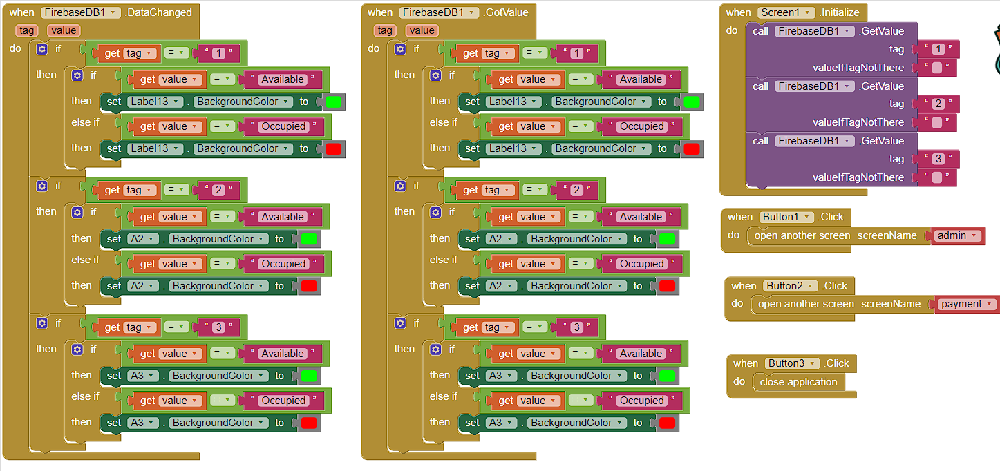 when FirebaseDB1 .DataChanged
tag value
do if get tag = " 1 "
then if get value = " Available "
then set Label13 . BackgroundColor to
else if get value = " Occupied "
then set Label13 . BackgroundColor to
if get tag = " 2 "
then if get value = " Available "
then set A2 . BackgroundColor to
else if get value = " Occupied "
then set A2 . BackgroundColor to
if get tag = " 3 "
then if get value = " Available "
then set A3 . BackgroundColor to
else if get value = " Occupied "
then set A3 . BackgroundColor to
when FirebaseDB1 .GotValue
tag value
do if get tag = " 1 "
then if get value = " Available "
then set Label13 . BackgroundColor to
else if get value = " Occupied "
then set Label13 . BackgroundColor to
if get tag = " 2 "
then if get value = " Available "
then set A2 . BackgroundColor to
else if get value = " Occupied "
then set A2 . BackgroundColor to
if get tag = " 3 "
then if get value = " Available "
then set A3 . BackgroundColor to
else if get value = " Occupied "
then set A3 . BackgroundColor to
when Screen1 .Initialize
do call FirebaseDB1 .GetValue
tag " 1 "
valueIfTagNotThere " "
call FirebaseDB1 .GetValue
tag " 2 "
valueIfTagNotThere " "
call FirebaseDB1 .GetValue
tag " 3 "
valueIfTagNotThere " "
when Button1 .Click
do open another screen screenName admin
when Button2 .Click
do open another screen screenName payment
when Button3 .Click
do close application